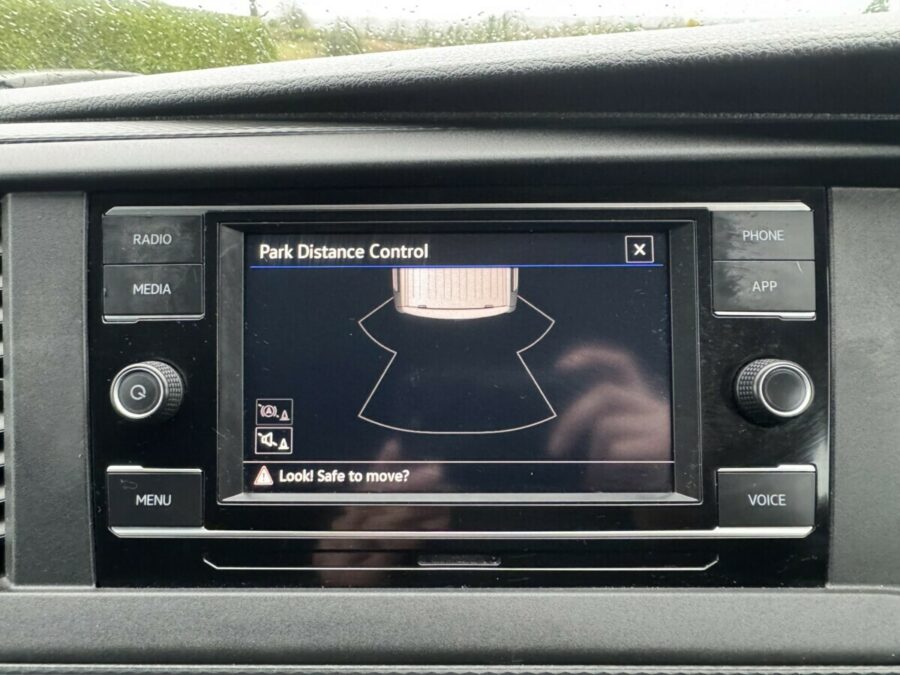 RADIO
MEDIA
MENU
Park Distance Control
Look! Safe to move?
PHONE
APP
VOICE